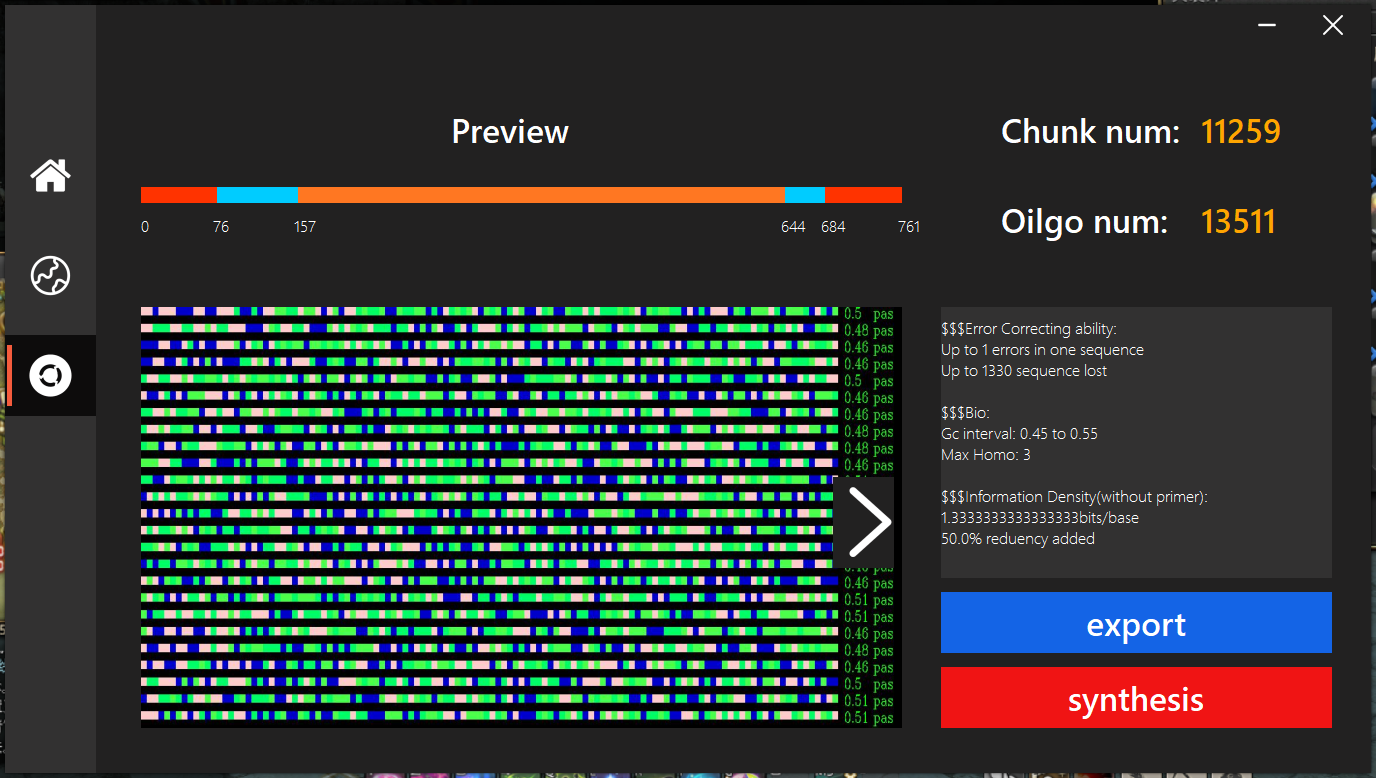 Preview
Chunk num: 11259
0 76 157 644 684 761
Oilgo num: 13511
0.5 pas
0.48 pas
0.46 pas
0.46 pas
0.5 pas
0.46 pas
0.46 pas
0.48 pas
0.48 pas
0.46 pas
0.46 pas
0.51 pas
0.51 pas
0.46 pas
0.48 pas
0.46 pas
0.5 pas
0.51 pas
0.51 pas
$$$Error Correcting ability:
Up to 1 errors in one sequence
Up to 1330 sequence lost
$$$Bio:
Gc interval: 0.45 to 0.55
Max Homo: 3
$$$Information Density(without primer):
1.3333333333333333bits/base
50.0% reduency added
export
synthesis